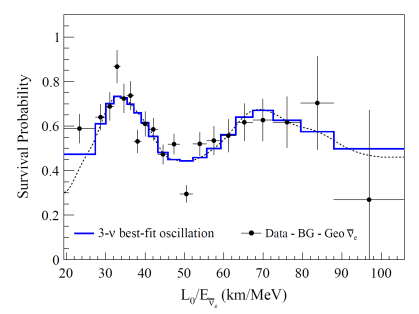 Survival Probability
1
0.8
0.6
0.4
0.2
0
3-ν best-fit oscillation
Data - BG - Geo ν̅e
20 30 40 50 60 70 80 90 100
L0/Eν̅e (km/MeV)